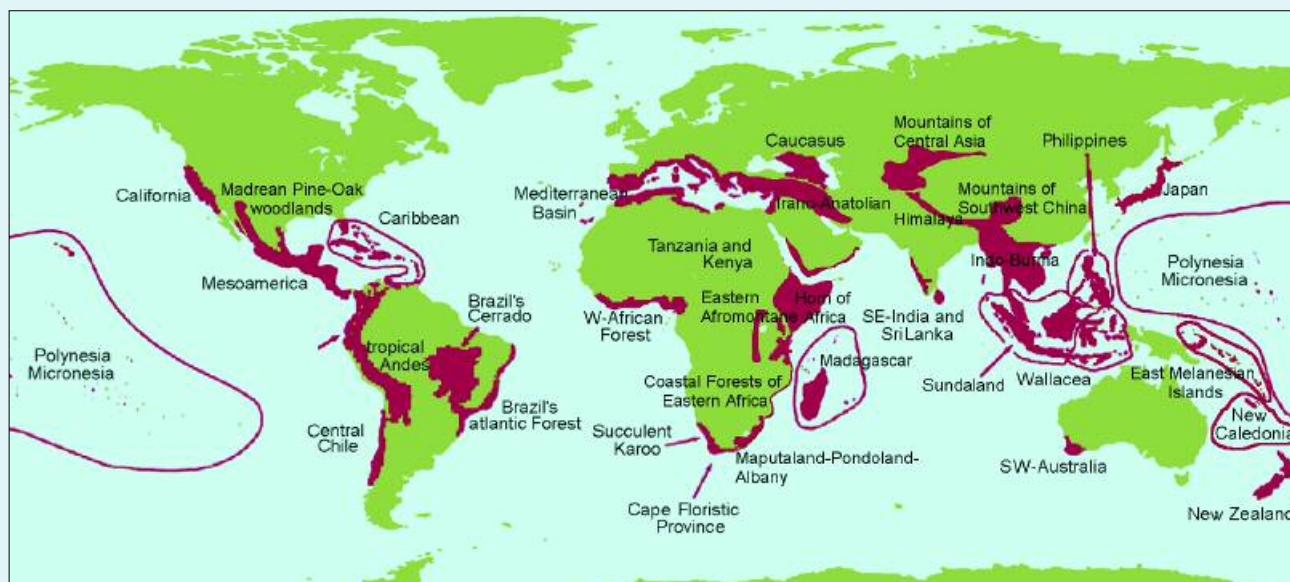 California
Madrean Pine-Oak
woodlands
Caribbean
Mesoamerica
Polynesia
Micronesia
tropical
Andes
Brazil's
Cerrado
Brazil's
atlantic Forest
Central
Chile
Mediterranean
Basin
Caucasus
Irano-Anatolian
Mountains of
Central Asia
Himalaya
Mountains of
Southwest China
Philippines
Japan
Tanzania and
Kenya
W-African
Forest
Eastern
Afromontane
Horn of
Africa
Madagascar
Coastal Forests of
Eastern Africa
Succulent
Karoo
Maputaland-Pondoland-
Albany
Cape Floristic
Province
Indo-Burma
SE-India and
Sri Lanka
Sundaland
Wallacea
Polynesia
Micronesia
East Melanesian
Islands
New
Caledonia
SW-Australia
New Zealand